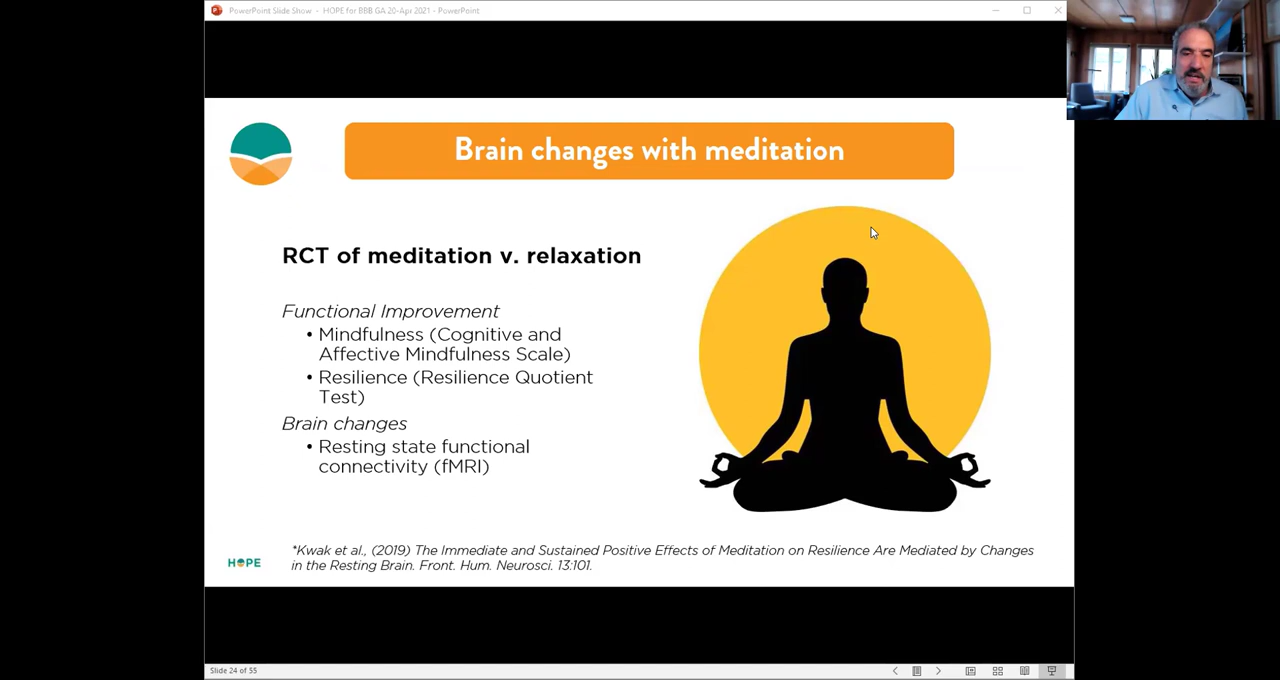 PowerPoint Slide Show - HOPE for BBB GA 20-Apr 2021 - PowerPoint
Brain changes with meditation
RCT of meditation v. relaxation
Functional Improvement
• Mindfulness (Cognitive and
Affective Mindfulness Scale)
• Resilience (Resilience Quotient
Test)
Brain changes
• Resting state functional
connectivity (fMRI)
*Kwak et al., (2019) The Immediate and Sustained Positive Effects of Meditation on Resilience Are Mediated by Changes
in the Resting Brain. Front. Hum. Neurosci. 13:101.
HOPE
Slide 24 of 55